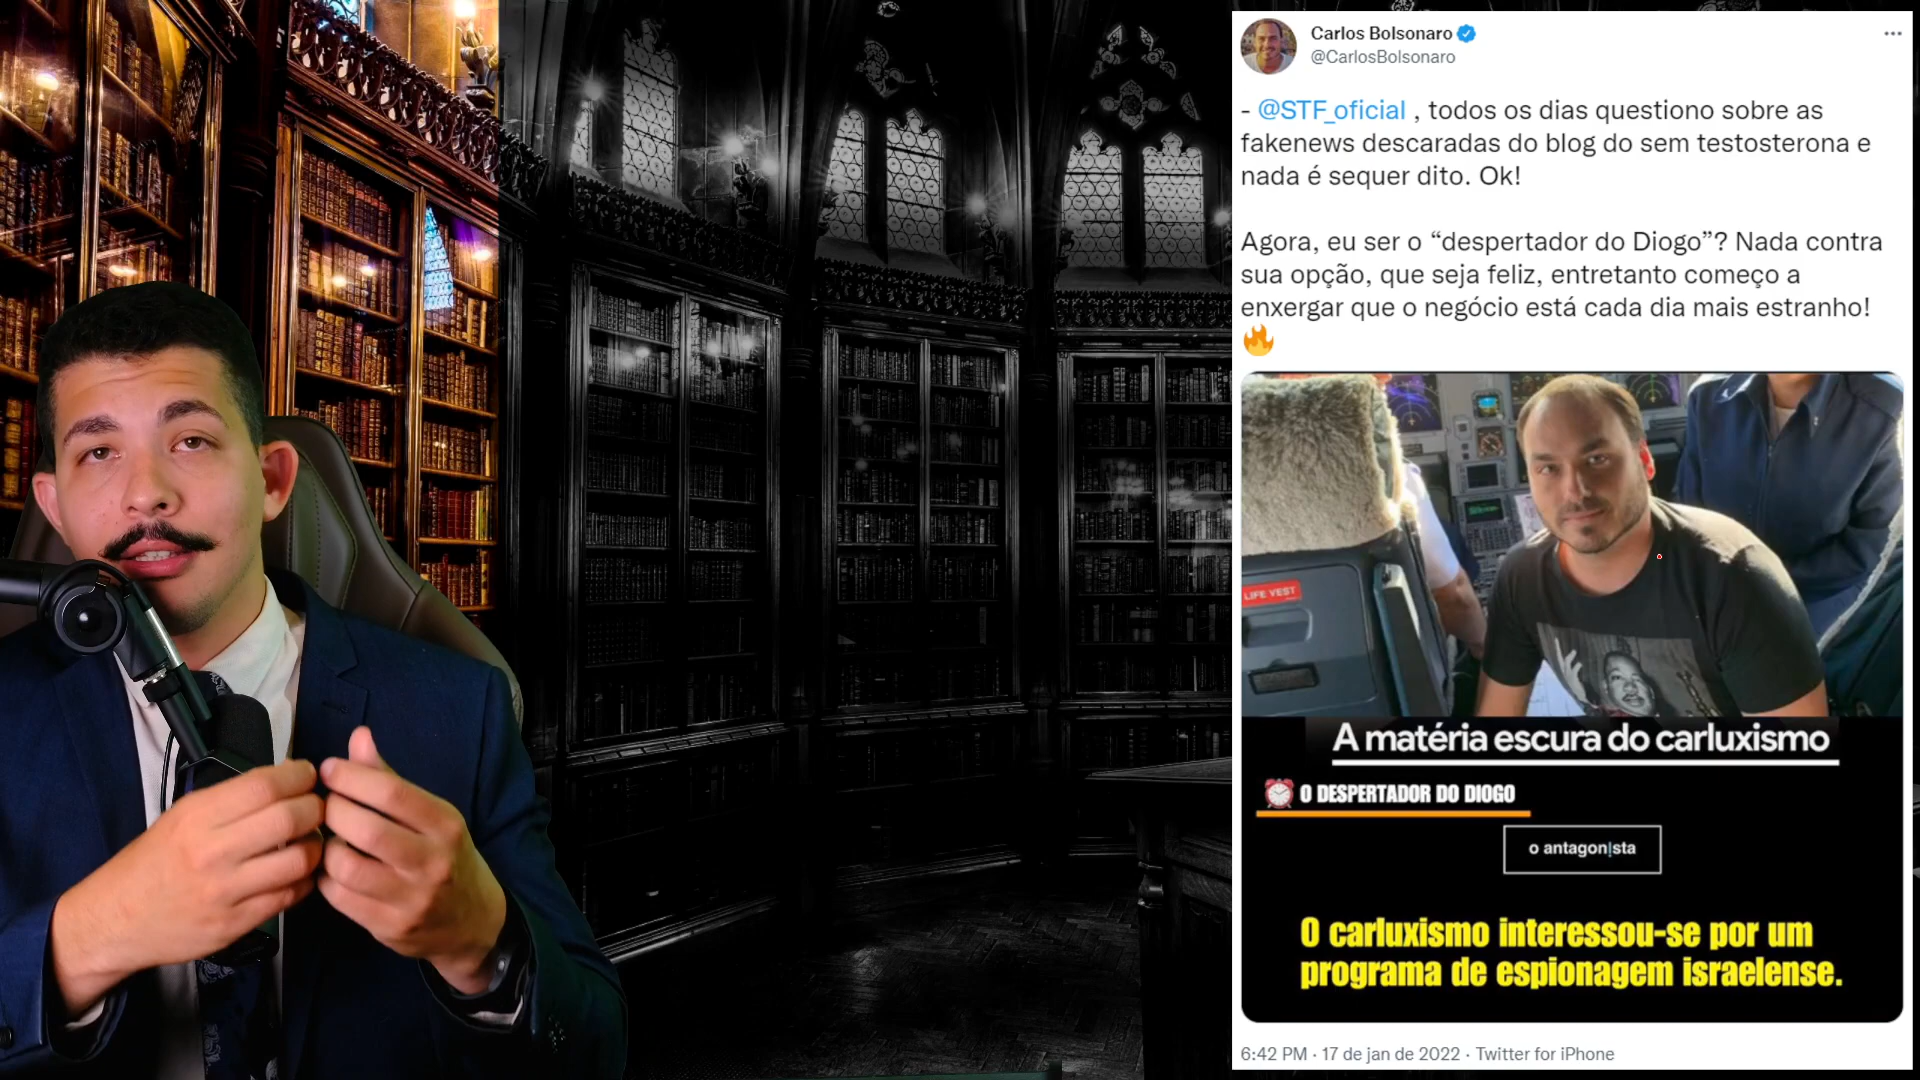 Carlos Bolsonaro
@CarlosBolsonaro
- @STF_oficial , todos os dias questiono sobre as
fakenews descaradas do blog do sem testosterona e
nada é sequer dito. Ok!
Agora, eu ser o “despertador do Diogo”? Nada contra
sua opção, que seja feliz, entretanto começo a
enxergar que o negócio está cada dia mais estranho!
🔥
LIFE VEST
A matéria escura do carluxismo
O DESPERTADOR DO DIOGO
o antagon|sta
O carluxismo interessou-se por um
programa de espionagem israelense.
6:42 PM · 17 de jan de 2022 · Twitter for iPhone